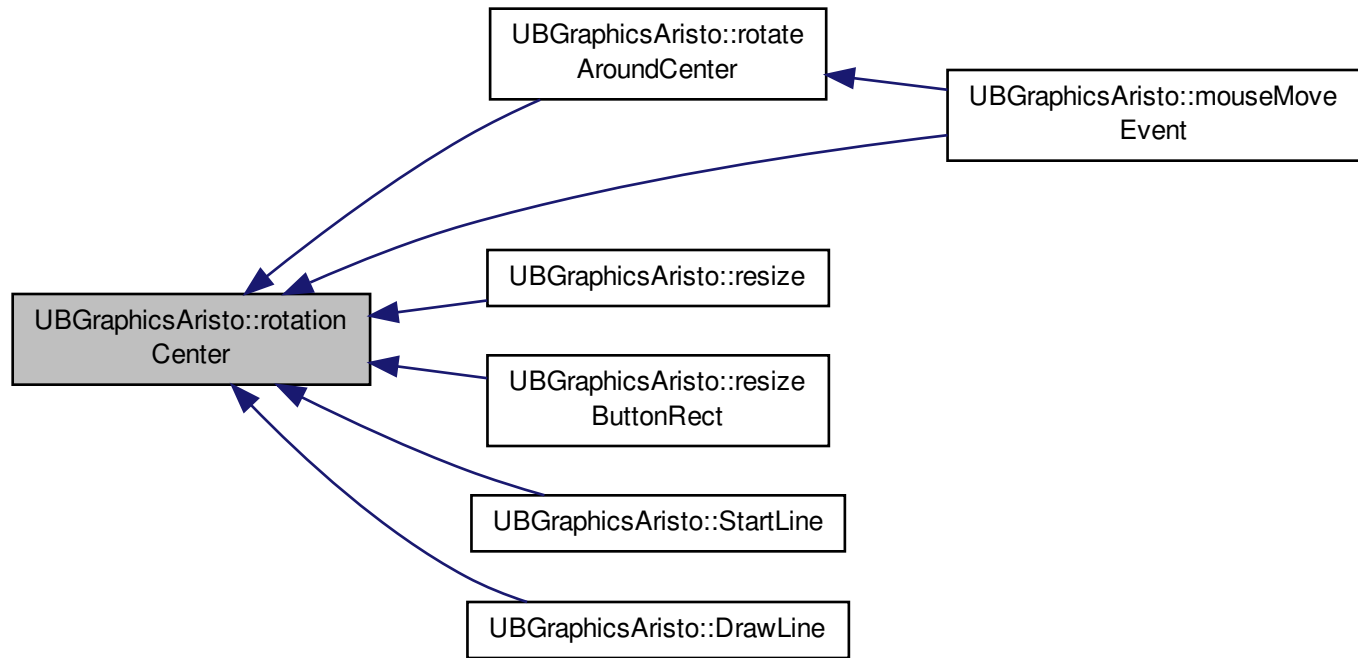 UBGraphicsAristo::rotate
AroundCenter
UBGraphicsAristo::mouseMove
Event
UBGraphicsAristo::resize
UBGraphicsAristo::rotation
Center
UBGraphicsAristo::resize
ButtonRect
UBGraphicsAristo::StartLine
UBGraphicsAristo::DrawLine